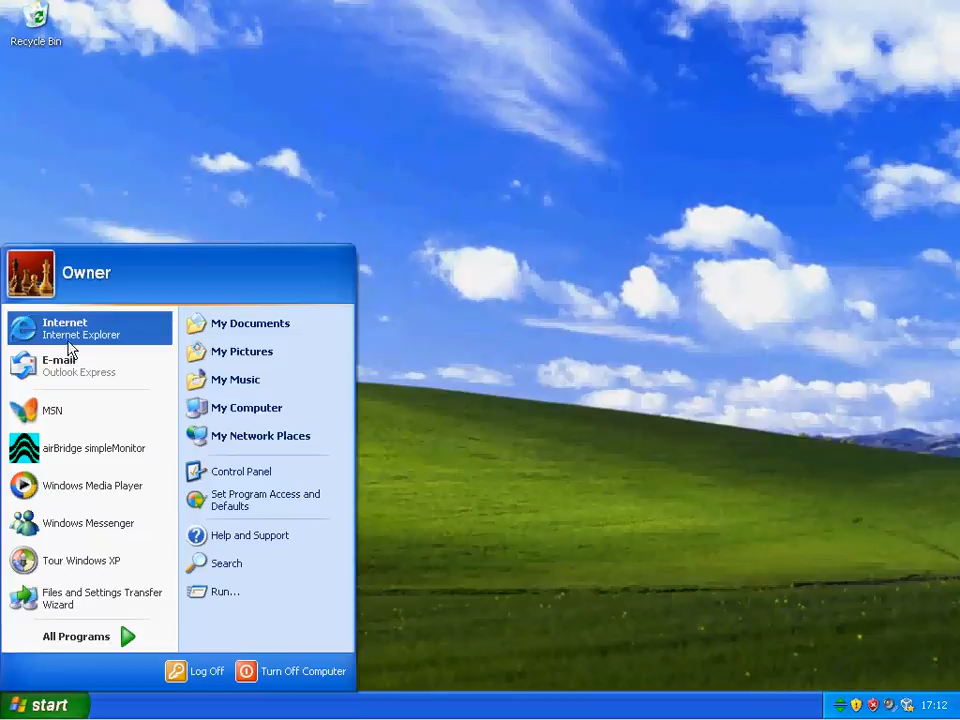 Recycle Bin
Owner
Internet
Internet Explorer
E-mail
Outlook Express
MSN
airBridge simpleMonitor
Windows Media Player
Windows Messenger
Tour Windows XP
Files and Settings Transfer
Wizard
All Programs
My Documents
My Pictures
My Music
My Computer
My Network Places
Control Panel
Set Program Access and
Defaults
Help and Support
Search
Run...
Log Off
Turn Off Computer
start
17:12